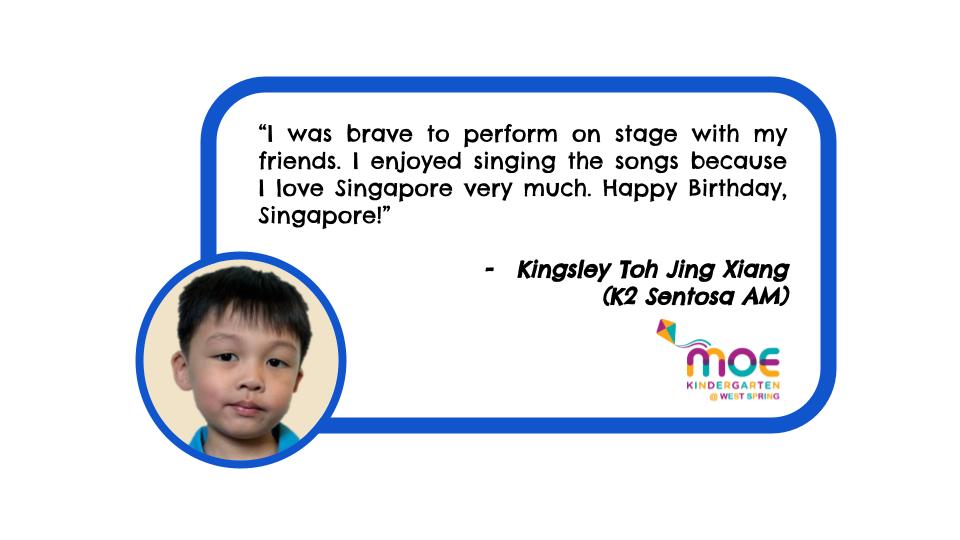 “I was brave to perform on stage with my
friends. I enjoyed singing the songs because
I love Singapore very much. Happy Birthday,
Singapore!”
- Kingsley Toh Jing Xiang
(K2 Sentosa AM)
moe
KINDERGARTEN
@ WEST SPRING